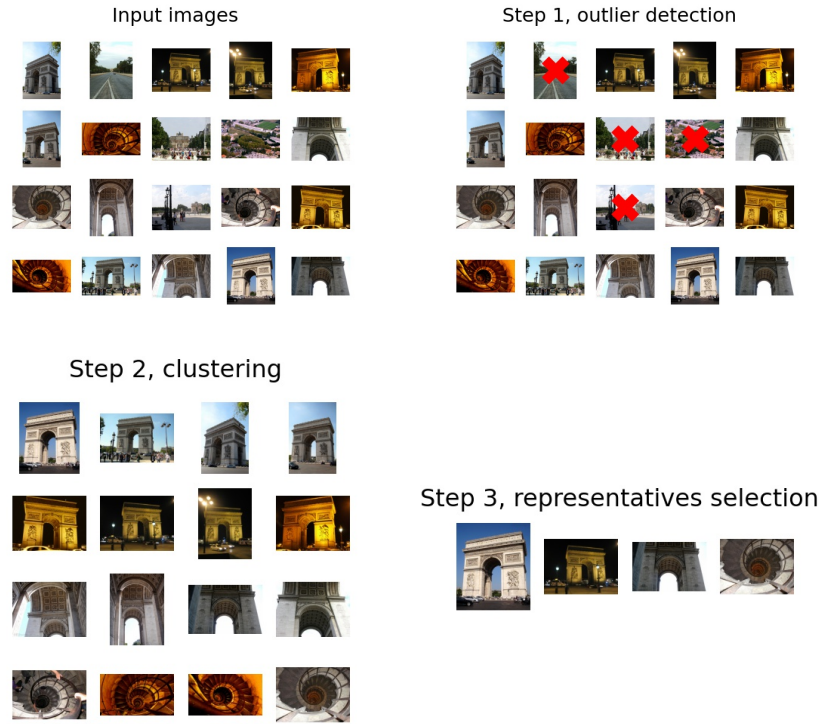 Input images
Step 1, outlier detection
Step 2, clustering
Step 3, representatives selection